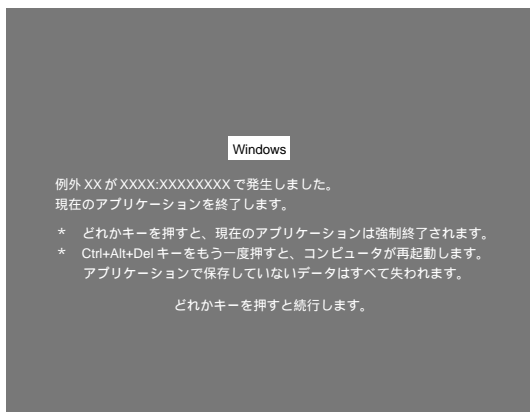 Windows
例外 XX が XXXX:XXXXXXXX で発生しました。
現在のアプリケーションを終了します。
* どれかキーを押すと、現在のアプリケーションは強制終了されます。
* Ctrl+Alt+Del キーをもう一度押すと、コンピュータが再起動します。
アプリケーションで保存していないデータはすべて失われます。
どれかキーを押すと続行します。